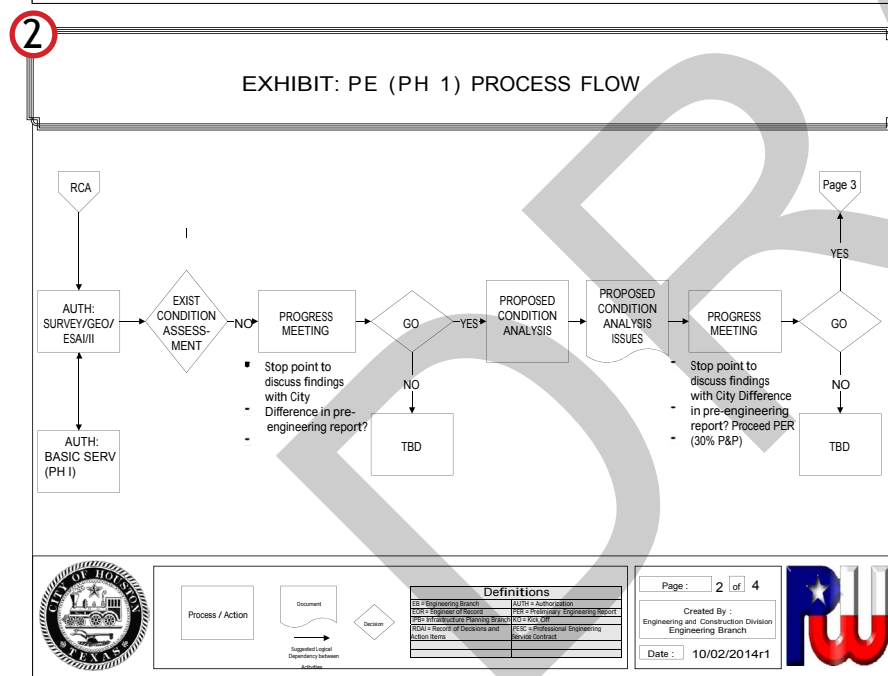 2
EXHIBIT: PE (PH 1) PROCESS FLOW
RCA
Page 3
YES
AUTH:
SURVEY/GEO/
ESAI/II
EXIST
CONDITION
ASSESS-
MENT
NO
PROGRESS
MEETING
GO
YES
PROPOSED
CONDITION
ANALYSIS
PROPOSED
CONDITION
ANALYSIS
ISSUES
PROGRESS
MEETING
GO
Stop point to
discuss findings
with City
- Difference in pre-
engineering report?
-
NO
TBD
- Stop point to
discuss findings
with City Difference
- in pre-engineering
report? Proceed PER
- (30% P&P)
NO
TBD
AUTH:
BASIC SERV
(PH I)
CITY OF HOUSTON
TEXAS
Process / Action
Document
Suggested Logical
Dependency between
Activities
Decision
Definitions
EB = Engineering Branch AUTH = Authorization
EOR = Engineer of Record PER = Preliminary Engineering Report
IPB= Infrastructure Planning Branch KO = Kick Off
RDAI = Record of Decisions and
Action Items
PESC = Professional Engineering
Service Contract
Page : 2 of 4
Created By :
Engineering and Construction Division
Engineering Branch
Date : 10/02/2014r1
PW
DR